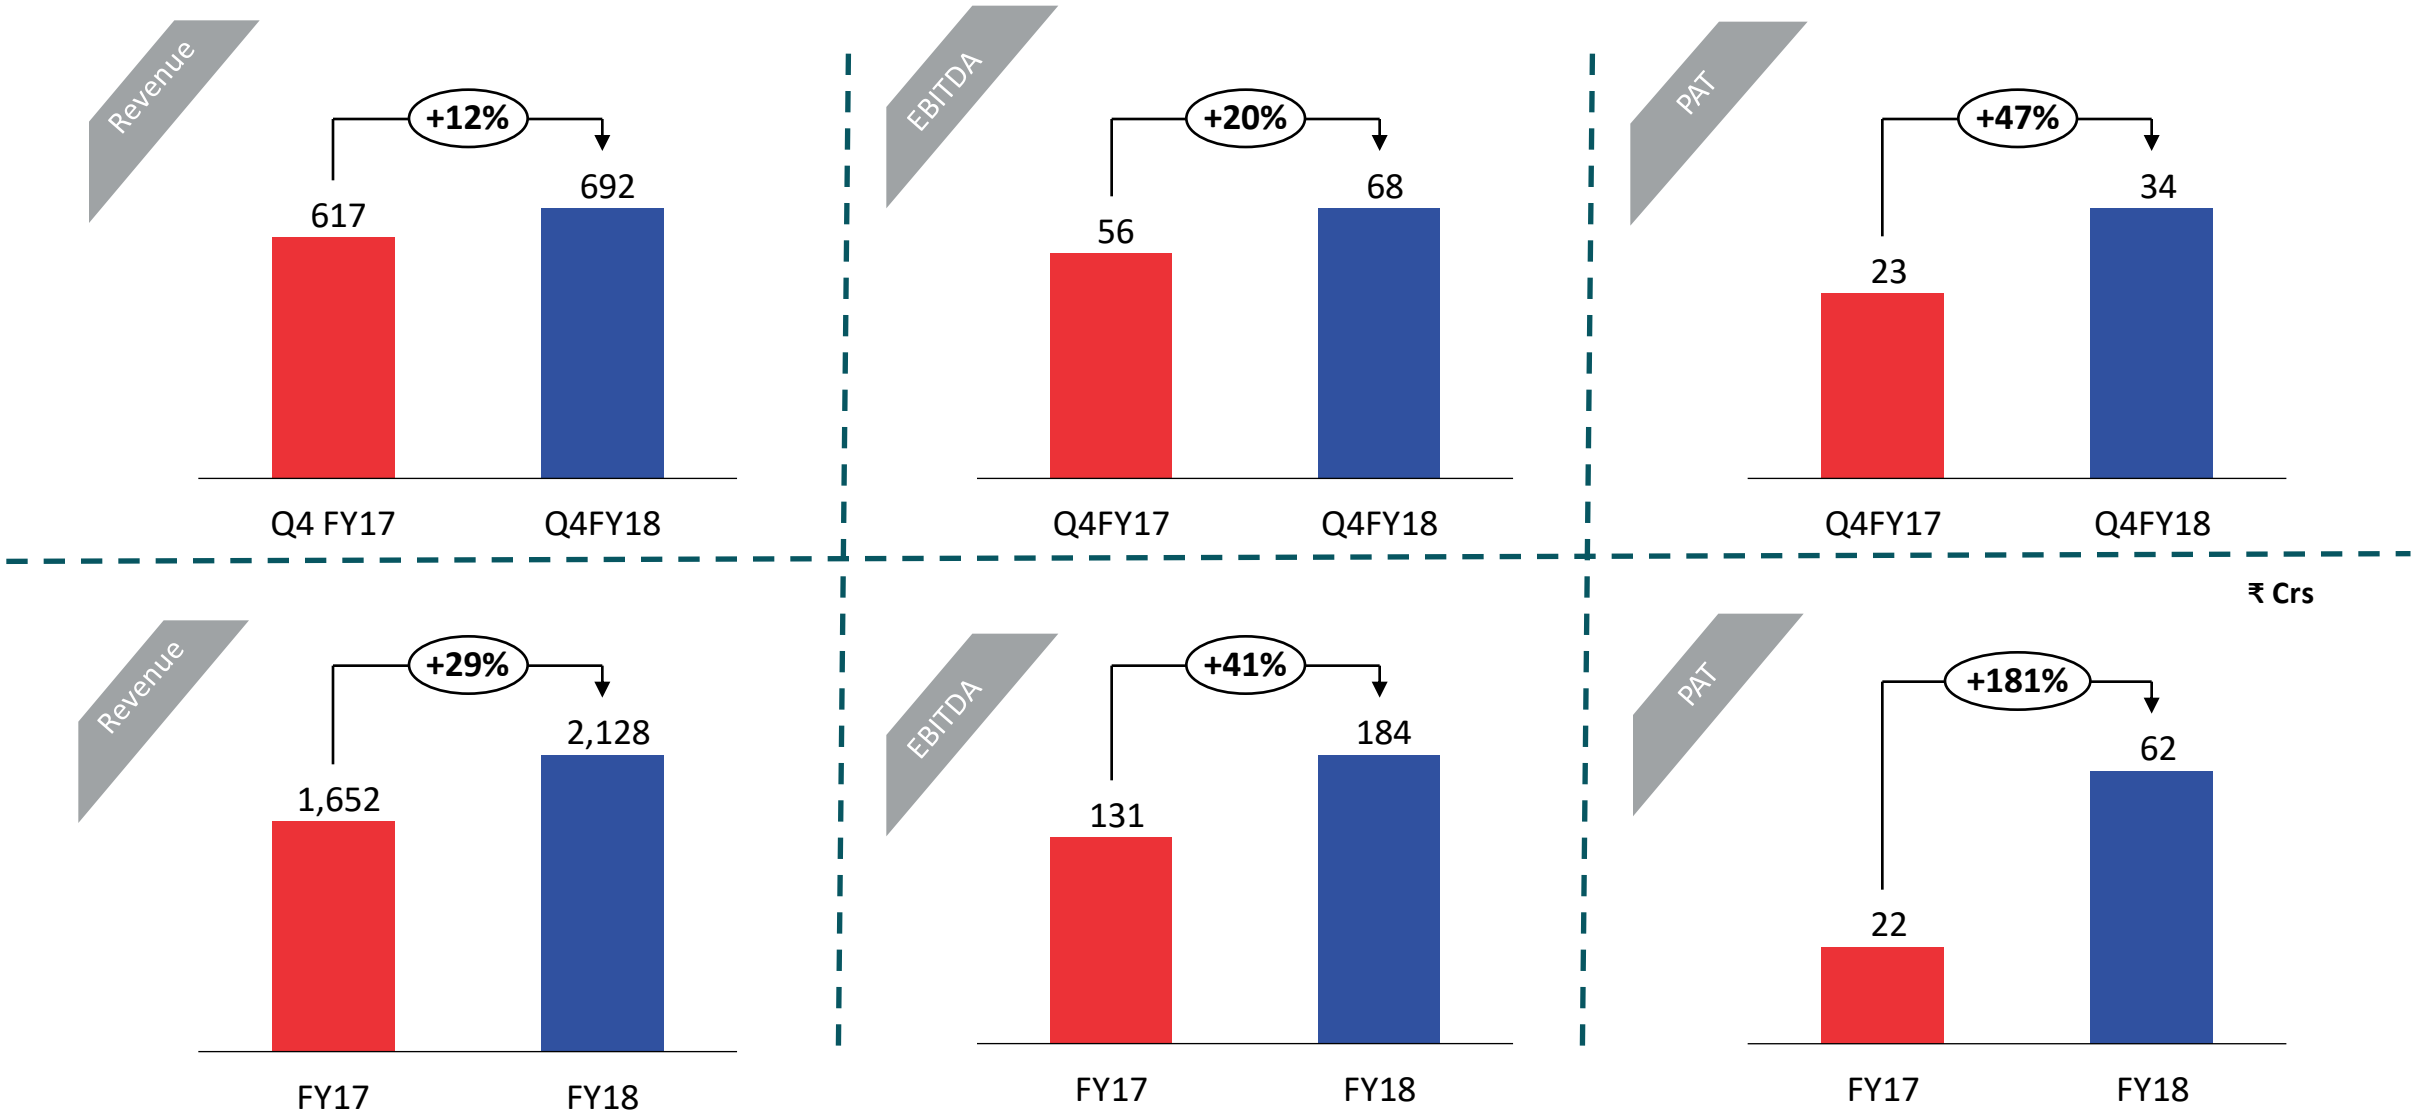 Revenue
+12%
617
692
Q4 FY17
Q4FY18
EBITDA
+20%
56
68
Q4FY17
Q4FY18
PAT
+47%
23
34
Q4FY17
Q4FY18
₹ Crs
Revenue
+29%
1,652
2,128
FY17
FY18
EBITDA
+41%
131
184
FY17
FY18
PAT
+181%
22
62
FY17
FY18